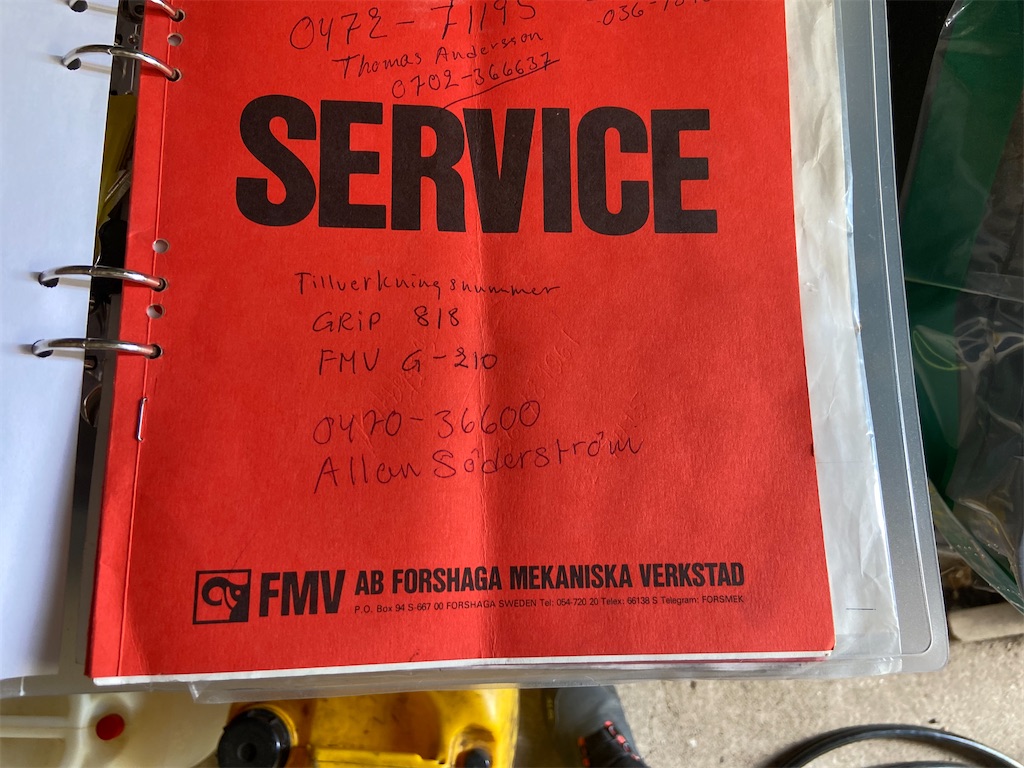 0472-71195
Thomas Andersson
0702-366637
SERVICE
Tillverkningsnummer
GRIP 818
FMV G-210
0470-36600
Allan Söderström
FMV AB FORSHAGA MEKANISKA VERKSTAD
P.O. Box 94 S-667 00 FORSHAGA SWEDEN Tel: 054-720 20 Telex: 66138 S Telegram: FORSMEK